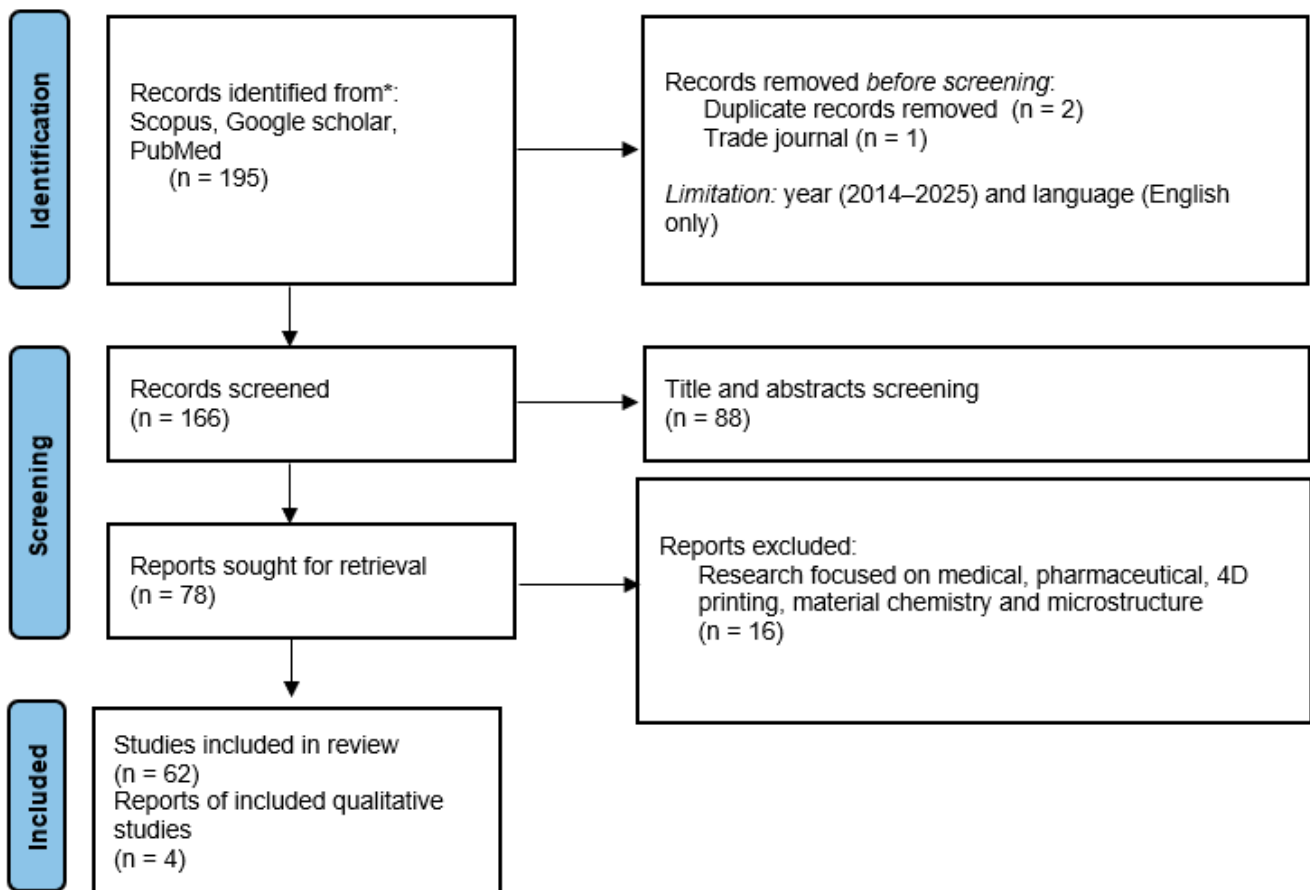 Identification
Records identified from*:
Scopus, Google scholar,
PubMed
(n = 195)
Records removed before screening:
Duplicate records removed  (n = 2)
Trade journal (n = 1)
Limitation: year (2014–2025) and language (English
only)
Screening
Records screened
(n = 166)
Title and abstracts screening
(n = 88)
Reports sought for retrieval
(n = 78)
Reports excluded:
Research focused on medical, pharmaceutical, 4D
printing, material chemistry and microstructure
(n = 16)
Included
Studies included in review
(n = 62)
Reports of included qualitative
studies
(n = 4)